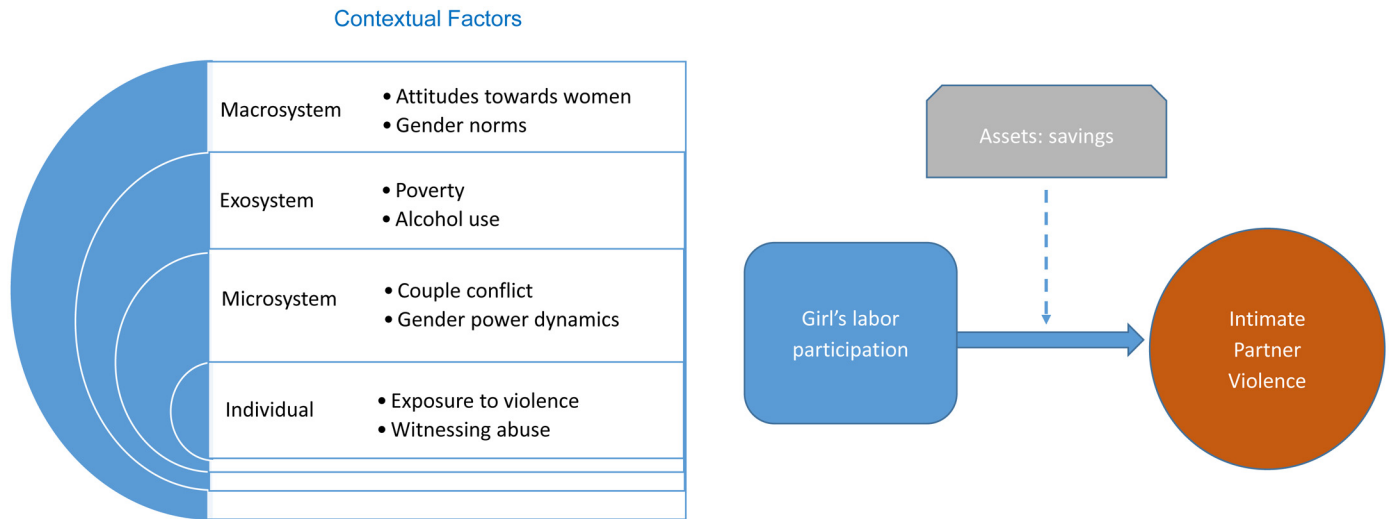 Contextual Factors
Macrosystem
• Attitudes towards women
• Gender norms
Exosystem
• Poverty
• Alcohol use
Microsystem
• Couple conflict
• Gender power dynamics
Individual
• Exposure to violence
• Witnessing abuse
Assets: savings
Girl's labor
participation
Intimate
Partner
Violence